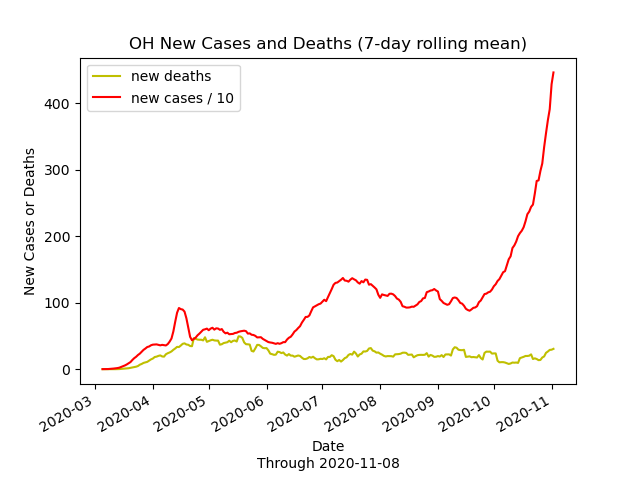 OH New Cases and Deaths (7-day rolling mean)
new deaths
new cases / 10
New Cases or Deaths
400
300
200
100
0
2020-03
2020-04
2020-05
2020-06
2020-07
2020-08
2020-09
2020-10
2020-11
Date
Through 2020-11-08